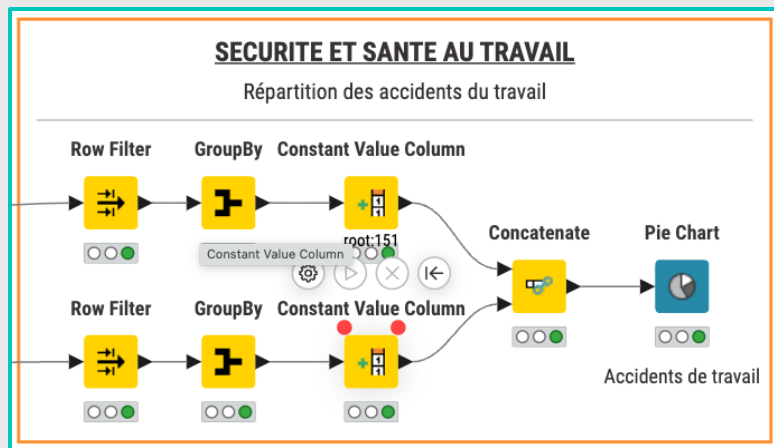 SECURITE ET SANTE AU TRAVAIL
Répartition des accidents du travail
Row Filter
GroupBy
Constant Value Column
root:151
Constant Value Column
Concatenate
Pie Chart
Row Filter
GroupBy
Constant Value Column
Accidents de travail